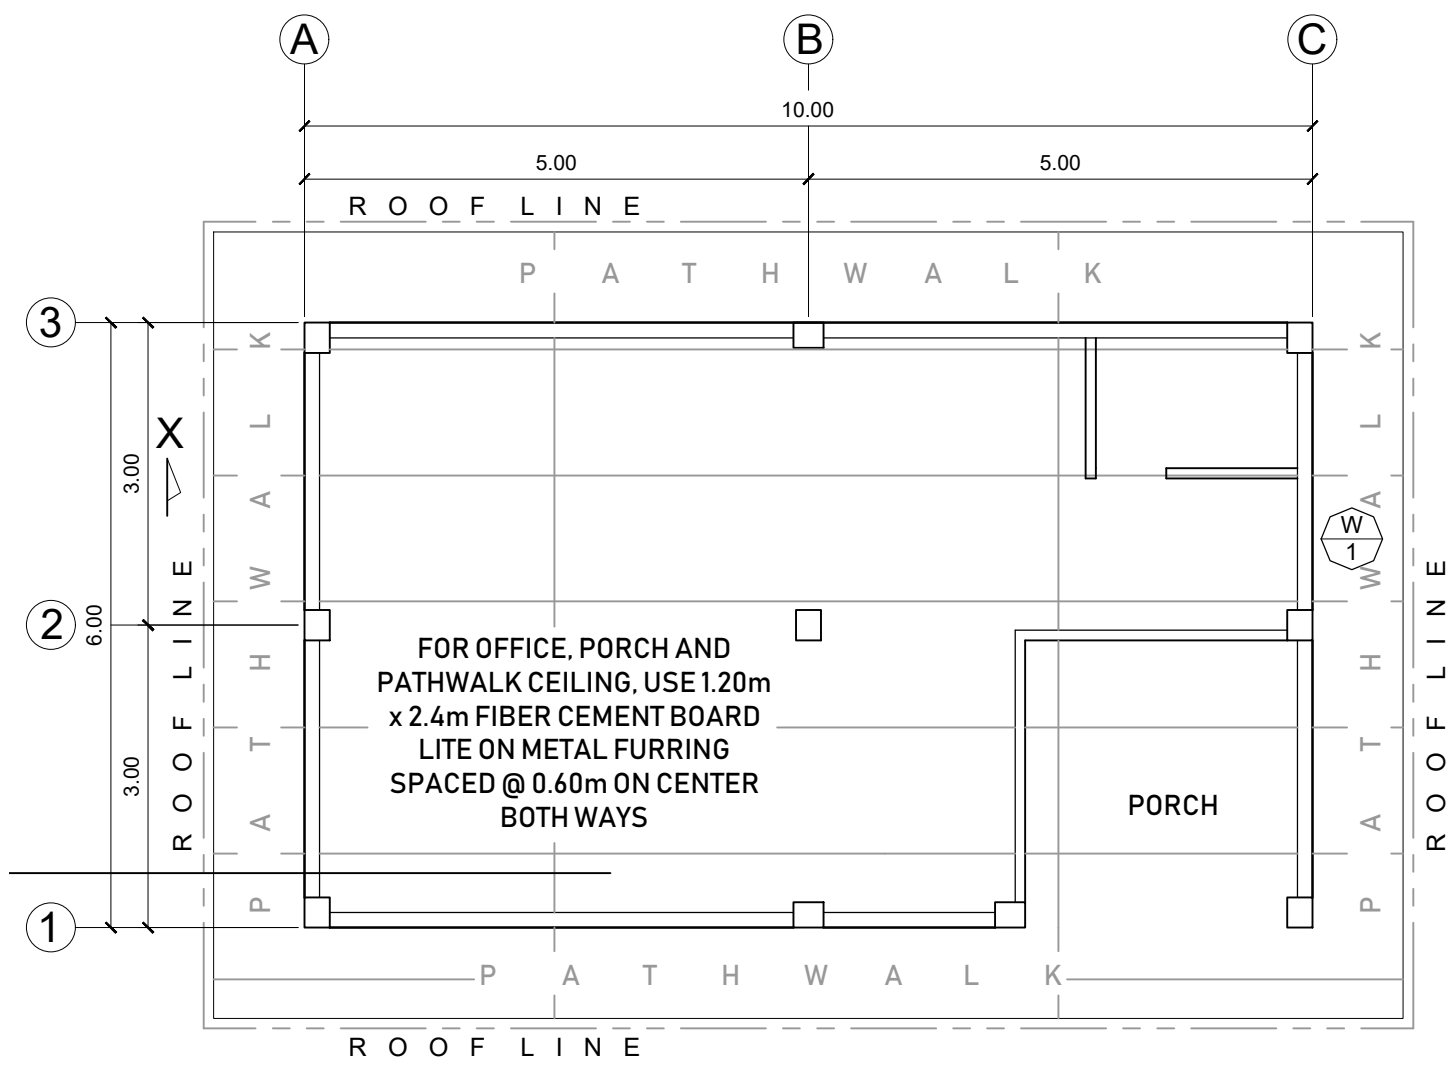 A B C
10.00
5.00 5.00
ROOF LINE
PATHWALK
3
PATHWALK
PATHWALK
X
3.00
W
1
ROOF LINE
ROOF LINE
2
6.00
FOR OFFICE, PORCH AND
PATHWALK CEILING, USE 1.20m
x 2.4m FIBER CEMENT BOARD
LITE ON METAL FURRING
SPACED @ 0.60m ON CENTER
BOTH WAYS
3.00
PORCH
1
PATHWALK
ROOF LINE